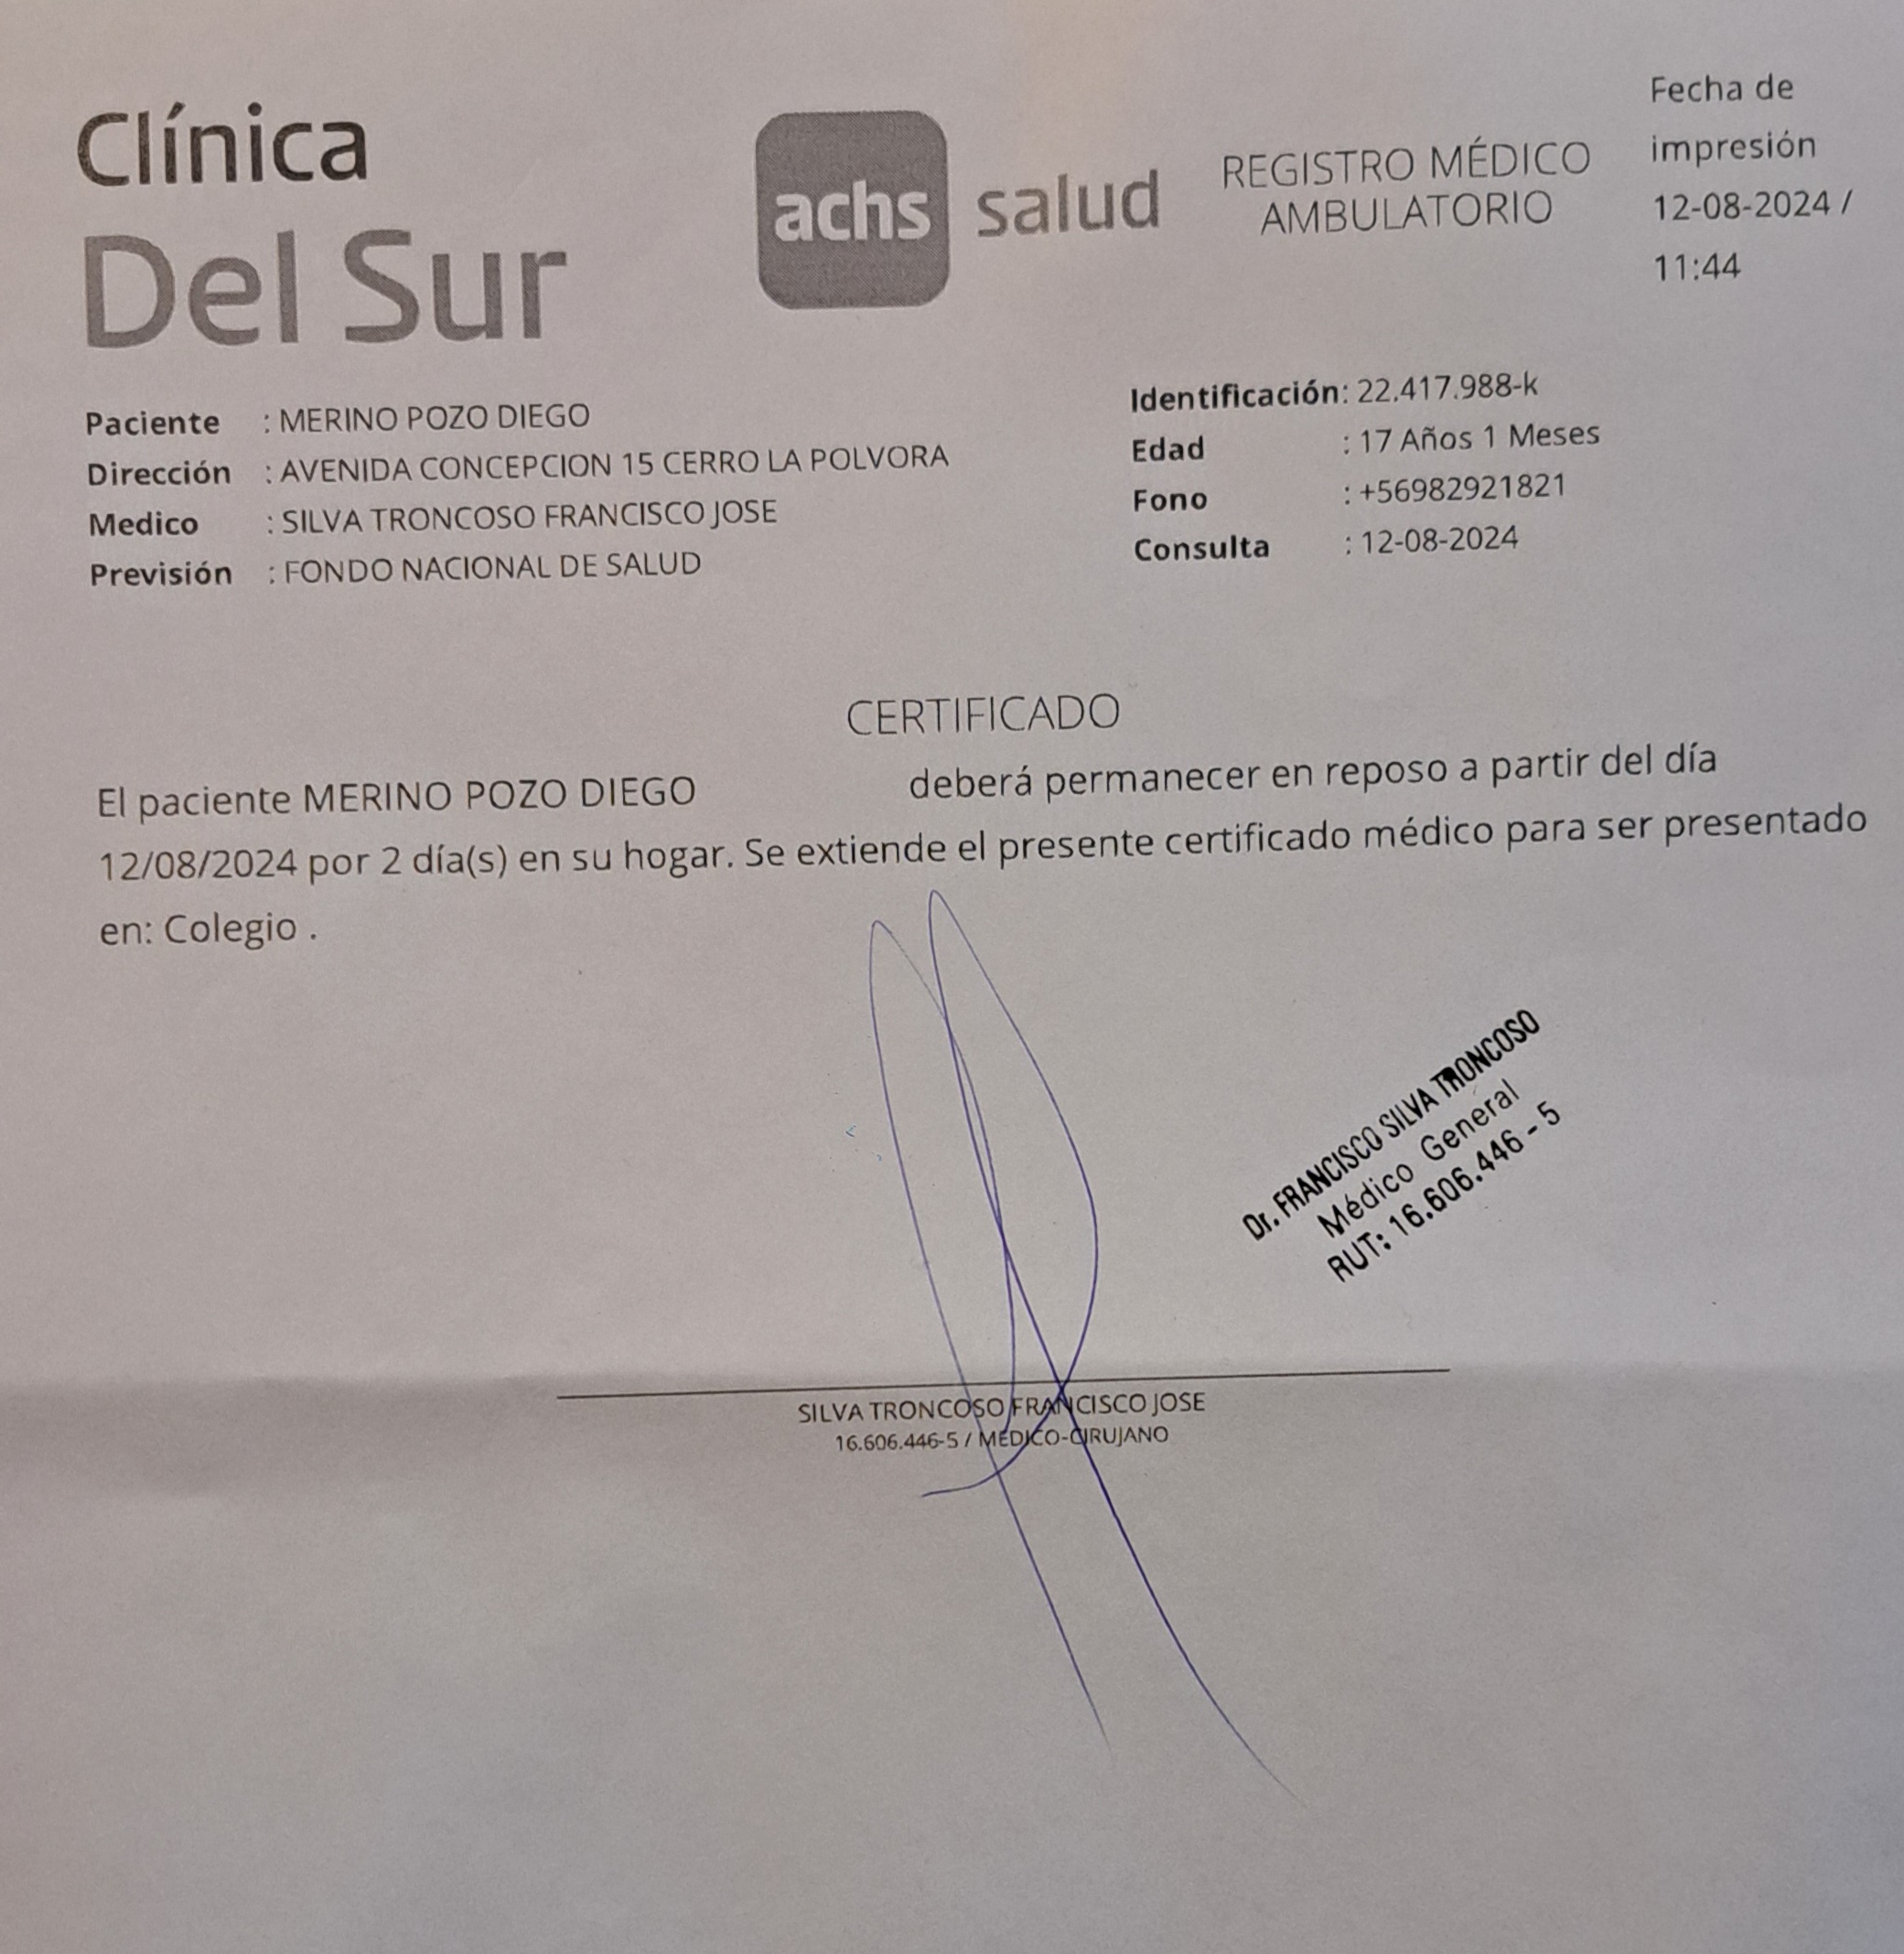 Clínica
Del Sur
achs salud
REGISTRO MÉDICO
AMBULATORIO
Fecha de
impresión
12-08-2024 /
11:44
Paciente : MERINO POZO DIEGO
Dirección : AVENIDA CONCEPCION 15 CERRO LA POLVORA
Medico : SILVA TRONCOSO FRANCISCO JOSE
Previsión : FONDO NACIONAL DE SALUD
Identificación: 22.417.988-k
Edad : 17 Años 1 Meses
Fono : +56982921821
Consulta : 12-08-2024
CERTIFICADO
El paciente MERINO POZO DIEGO deberá permanecer en reposo a partir del día
12/08/2024 por 2 día(s) en su hogar. Se extiende el presente certificado médico para ser presentado
en: Colegio .
Dr. FRANCISCO SILVA TRONCOSO
Médico General
RUT: 16.606.446 - 5
SILVA TRONCOSO FRANCISCO JOSE
16.606.446-5 / MEDICO-CIRUJANO